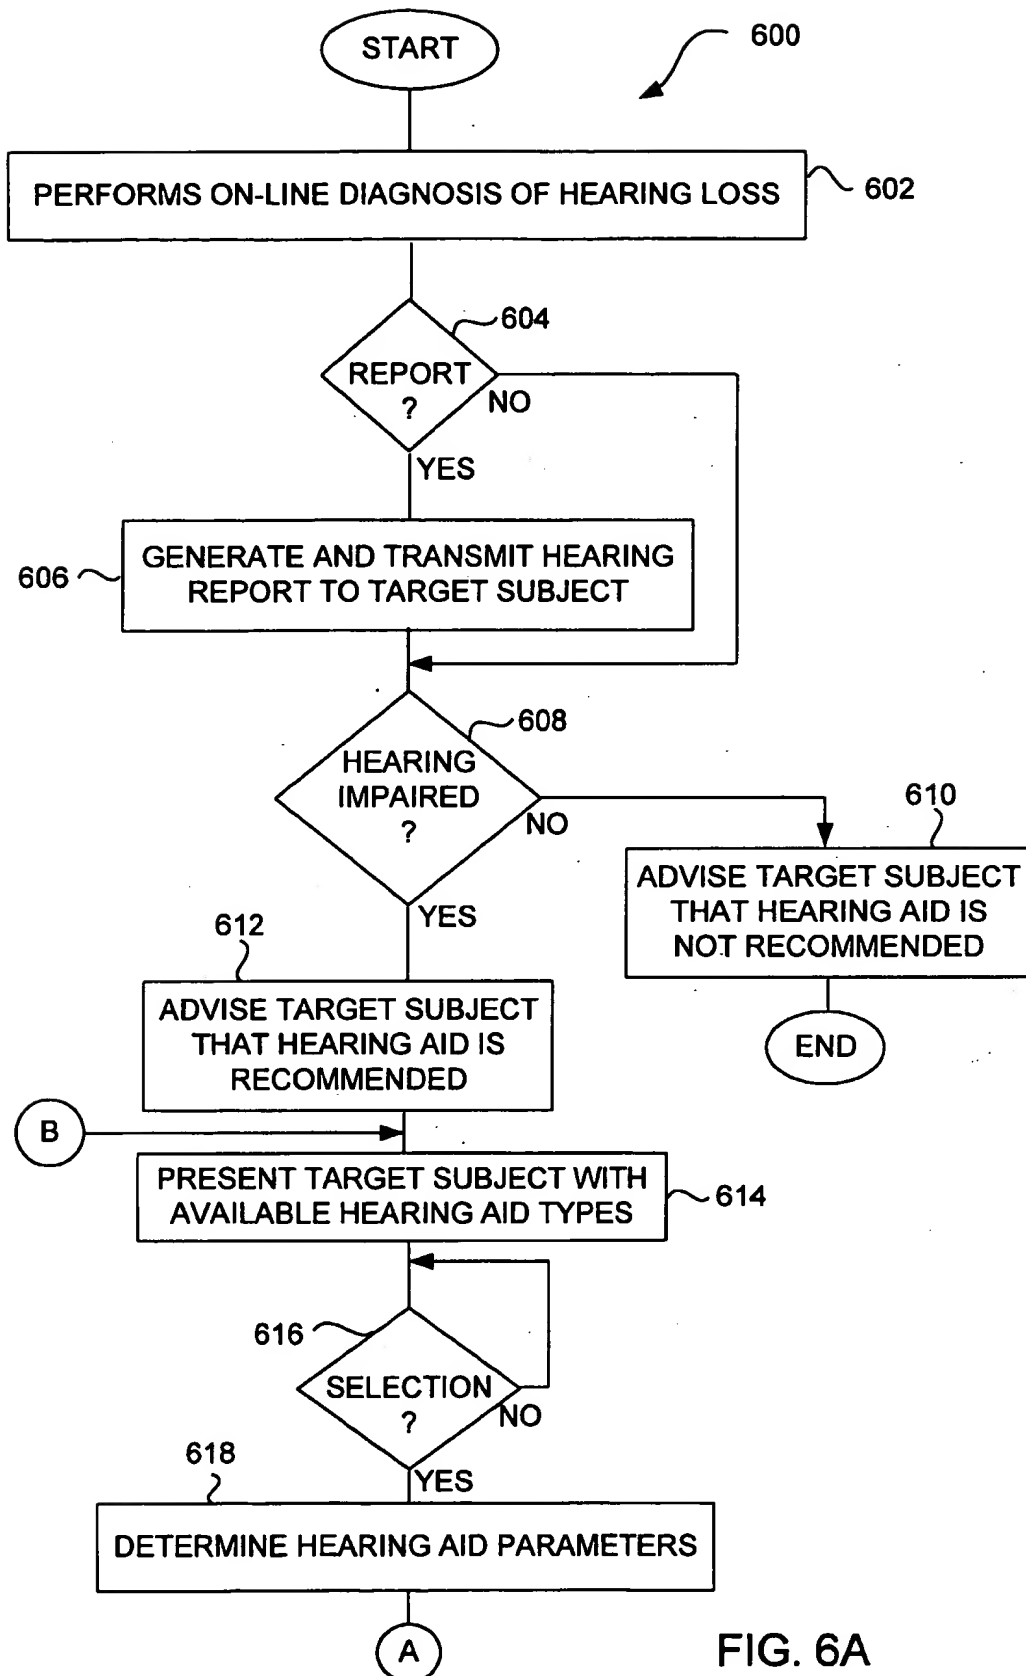 START
600
PERFORMS ON-LINE DIAGNOSIS OF HEARING LOSS
602
604
REPORT
?
NO
YES
606
GENERATE AND TRANSMIT HEARING
REPORT TO TARGET SUBJECT
608
HEARING
IMPAIRED
?
NO
YES
610
ADVISE TARGET SUBJECT
THAT HEARING AID IS
NOT RECOMMENDED
END
612
ADVISE TARGET SUBJECT
THAT HEARING AID IS
RECOMMENDED
B
PRESENT TARGET SUBJECT WITH
AVAILABLE HEARING AID TYPES
614
616
SELECTION
?
NO
YES
618
DETERMINE HEARING AID PARAMETERS
A
FIG. 6A